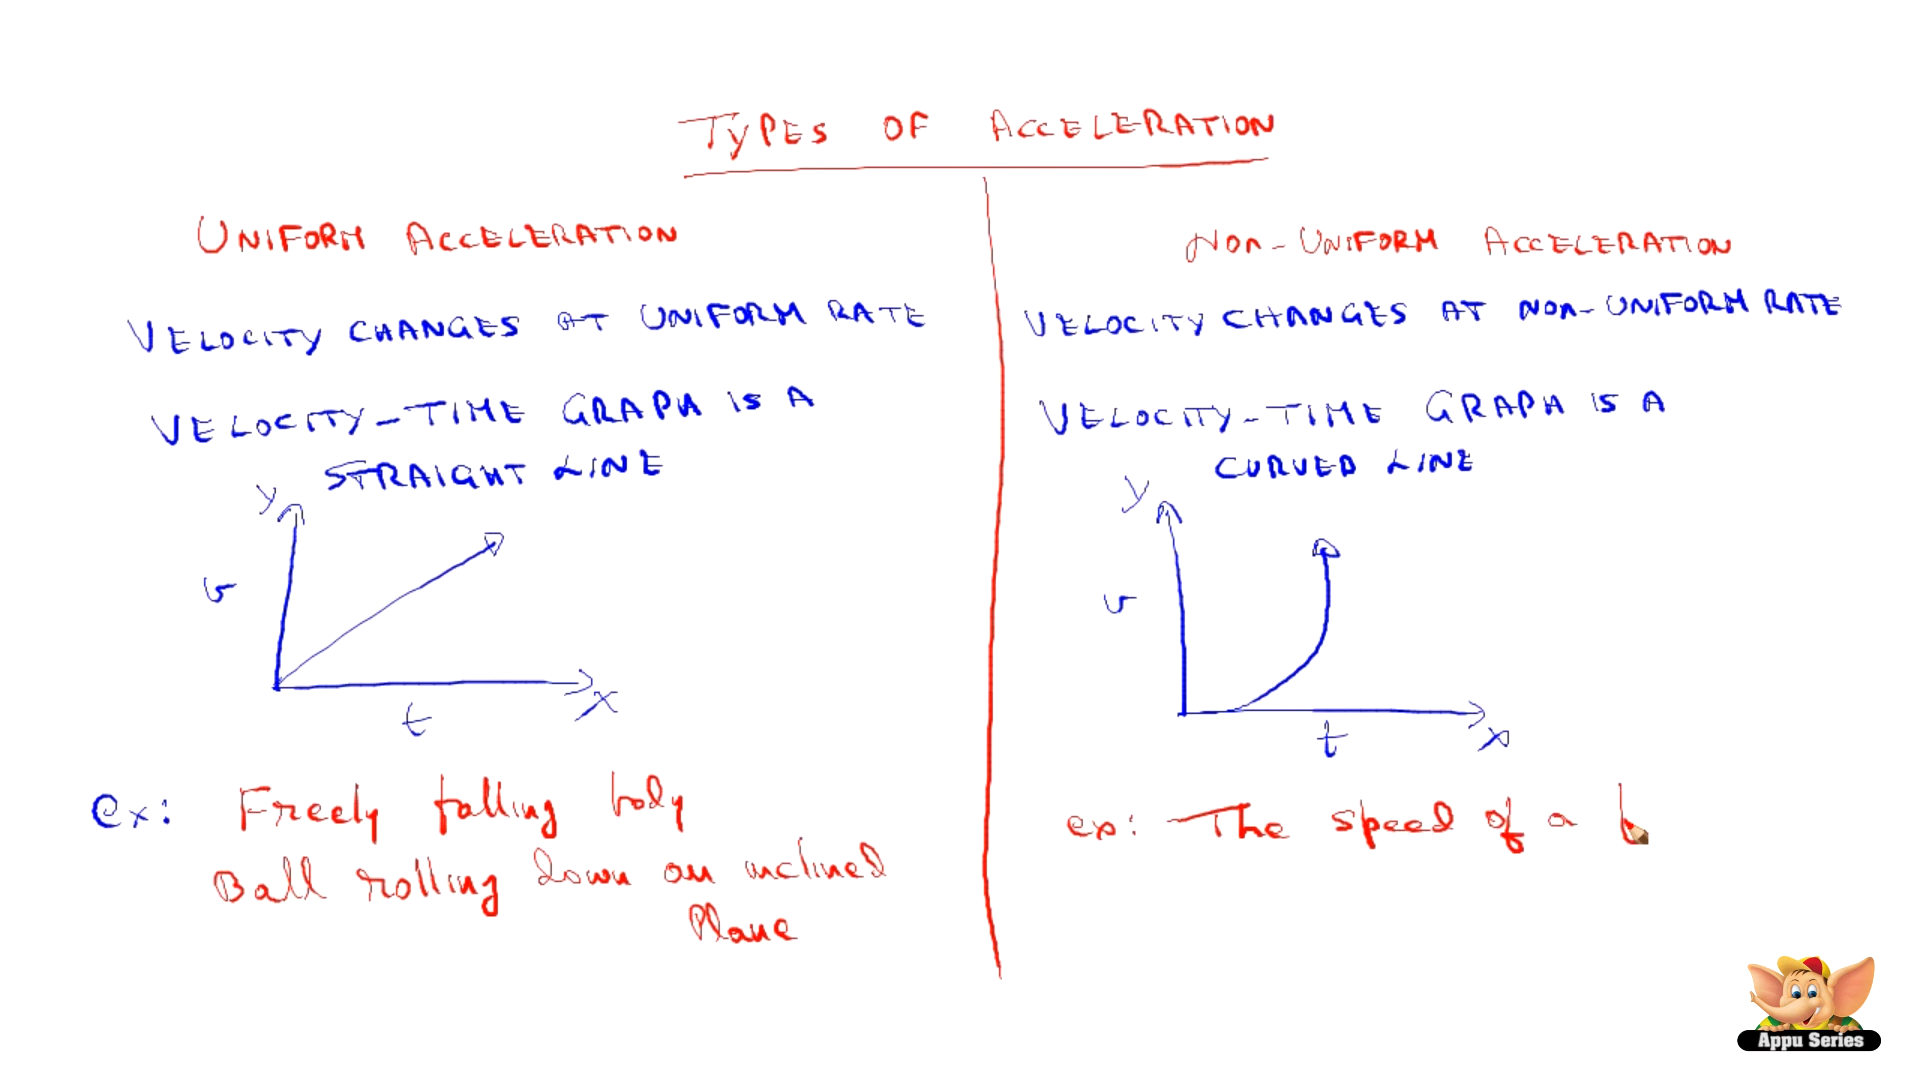 TYPES OF ACCELERATION
UNIFORM ACCELERATION
VELOCITY CHANGES AT UNIFORM RATE
VELOCITY-TIME GRAPH IS A
STRAIGHT LINE
y
v
t
x
ex: Freely falling body
Ball rolling down an inclined
Plane
NON-UNIFORM ACCELERATION
VELOCITY CHANGES AT NON-UNIFORM RATE
VELOCITY-TIME GRAPH IS A
CURVED LINE
y
v
t
x
ex: The speed of a
Appu Series